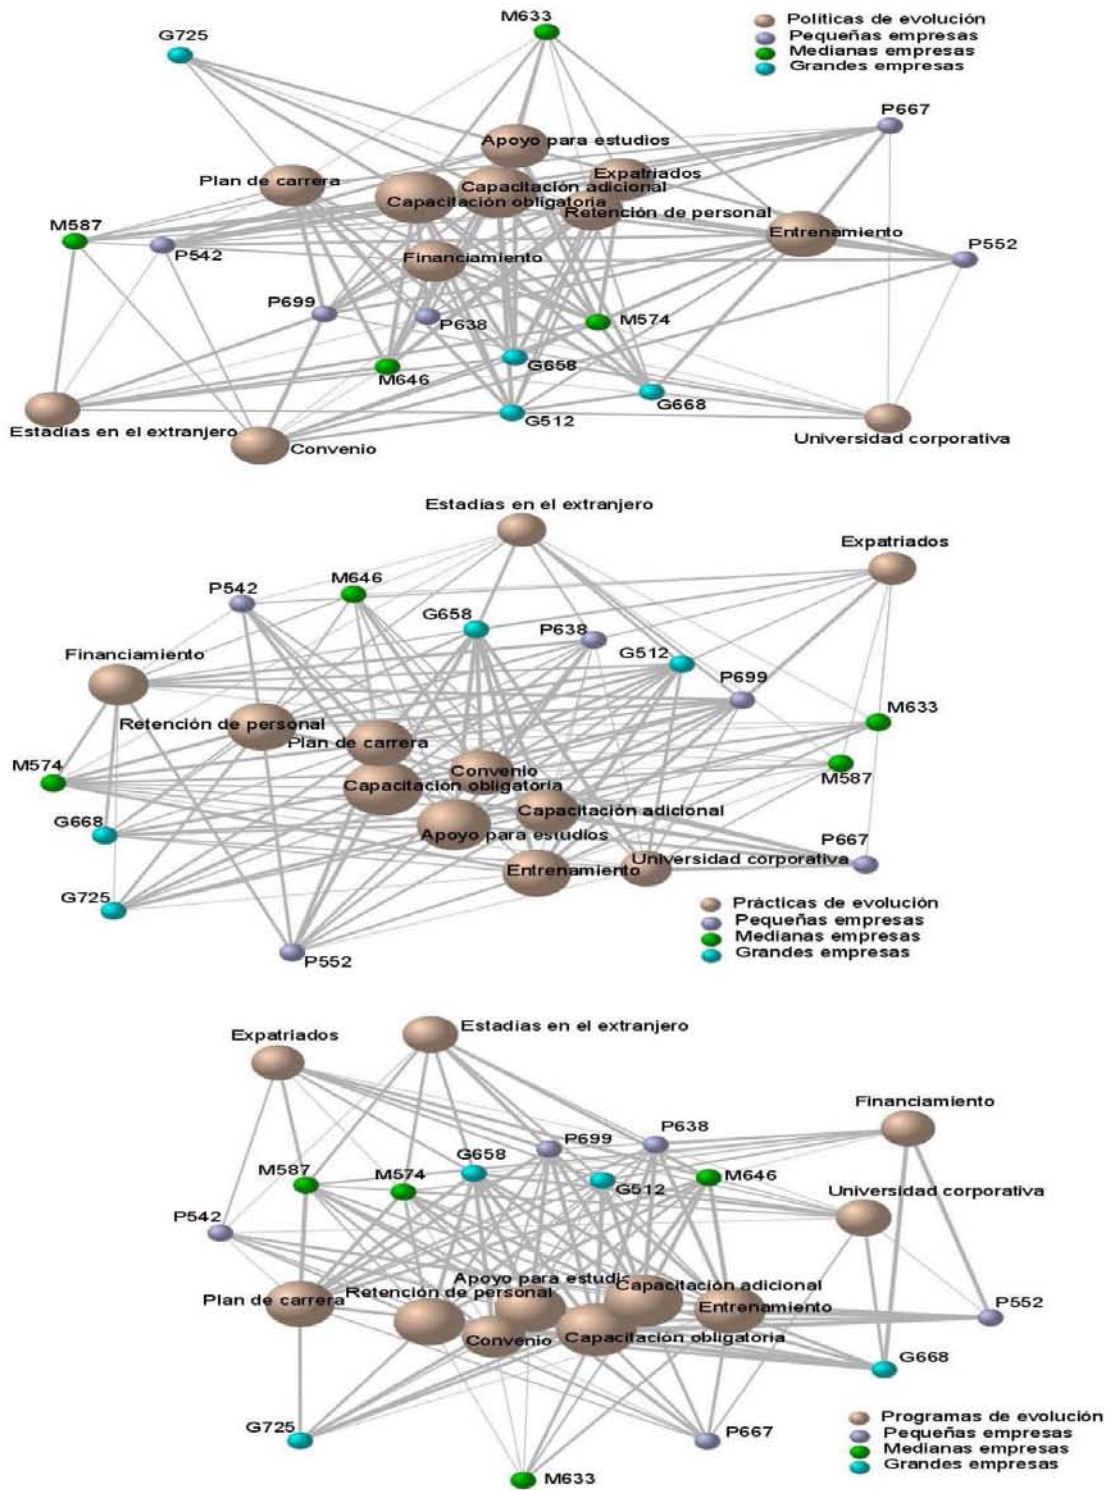 M633
Políticas de evolución
Pequeñas empresas
Medianas empresas
Grandes empresas
G725
P667
Apoyo para estudios
Plan de carrera
Expatriados
Capacitación adicional
Capacitación obligatoria
Retención de personal
M587
P542
Entrenamiento
P552
Financiamiento
P699
P638
M574
G658
M646
G668
G512
Estadías en el extranjero
Convenio
Universidad corporativa
Estadías en el extranjero
Expatriados
P542
M646
G658
P638
G512
Financiamiento
P699
M633
Retención de personal
Plan de carrera
M574
Convenio
M587
Capacitación obligatoria
Capacitación adicional
G668
Apoyo para estudios
P667
Universidad corporativa
Entrenamiento
G725
P552
Prácticas de evolución
Pequeñas empresas
Medianas empresas
Grandes empresas
Estadías en el extranjero
Expatriados
Financiamiento
P699
P638
G658
M587
M574
G512
M646
Universidad corporativa
P542
Apoyo para estudic
Capacitación adicional
Plan de carrera
Retención de personal
Entrenamiento
P552
Convenio
Capacitación obligatoria
G668
G725
P667
M633
Programas de evolución
Pequeñas empresas
Medianas empresas
Grandes empresas